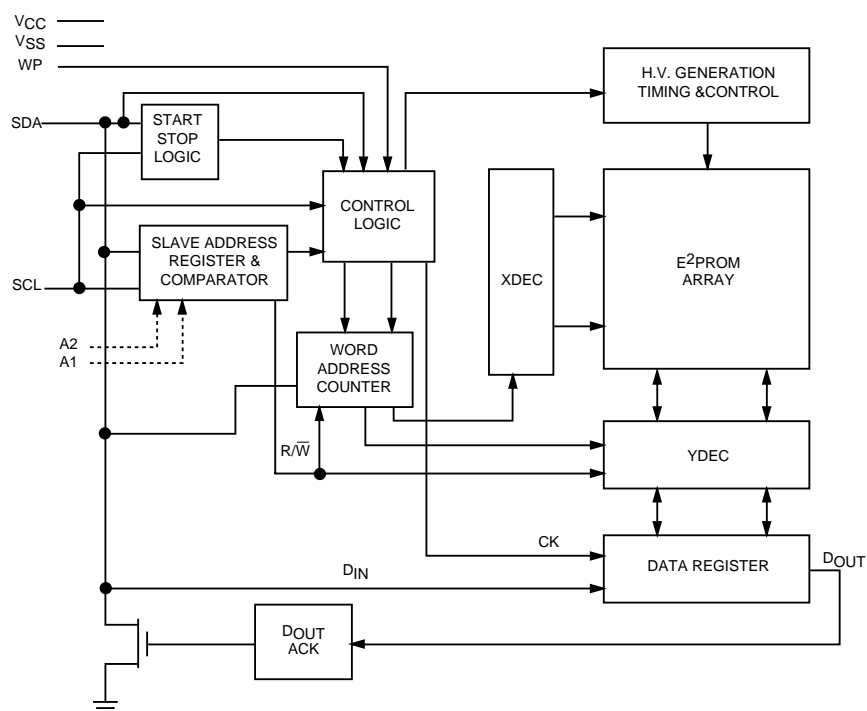 VCC
VSS
WP
H.V. GENERATION
TIMING &CONTROL
SDA
START
STOP
LOGIC
CONTROL
LOGIC
SLAVE ADDRESS
REGISTER &
COMPARATOR
XDEC
E²PROM
ARRAY
SCL
A2
A1
WORD
ADDRESS
COUNTER
R/W̅
YDEC
CK
DIN
DATA REGISTER
DOUT
DOUT
ACK